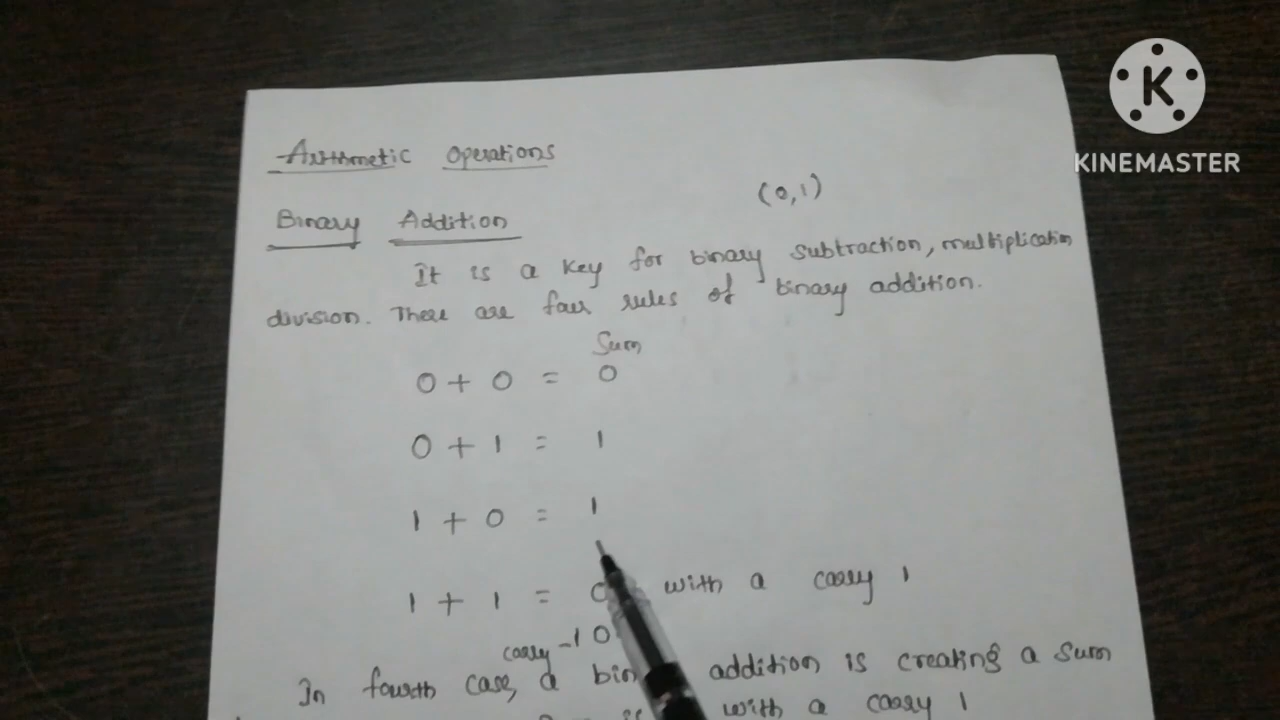 Arithmetic Operations
(0,1)
Binary Addition
It is a key for binary subtraction, multiplication
division. There are four rules of binary addition.
Sum
0 + 0 = 0
0 + 1 = 1
1 + 0 = 1
1 + 1 = 0 with a carry 1
carry - 1 0
In fourth case, a addition is creating a sum
is with a carry 1
K
KINEMASTER